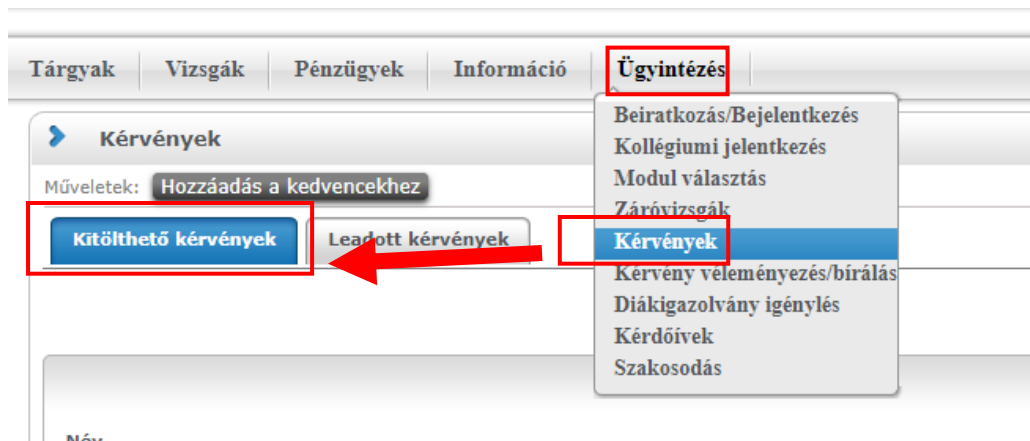 Tárgyak Vizsgák Pénzügyek Információ Ügyintézés
Kérvények
Műveletek: Hozzáadás a kedvencekhez
Kitölthető kérvények Leadott kérvények
Beiratkozás/Bejelentkezés
Kollégiumi jelentkezés
Modul választás
Záróvizsgák
Kérvények
Kérvény véleményezés/bírálás
Diákigazolvány igénylés
Kérdőívek
Szakosodás
Név